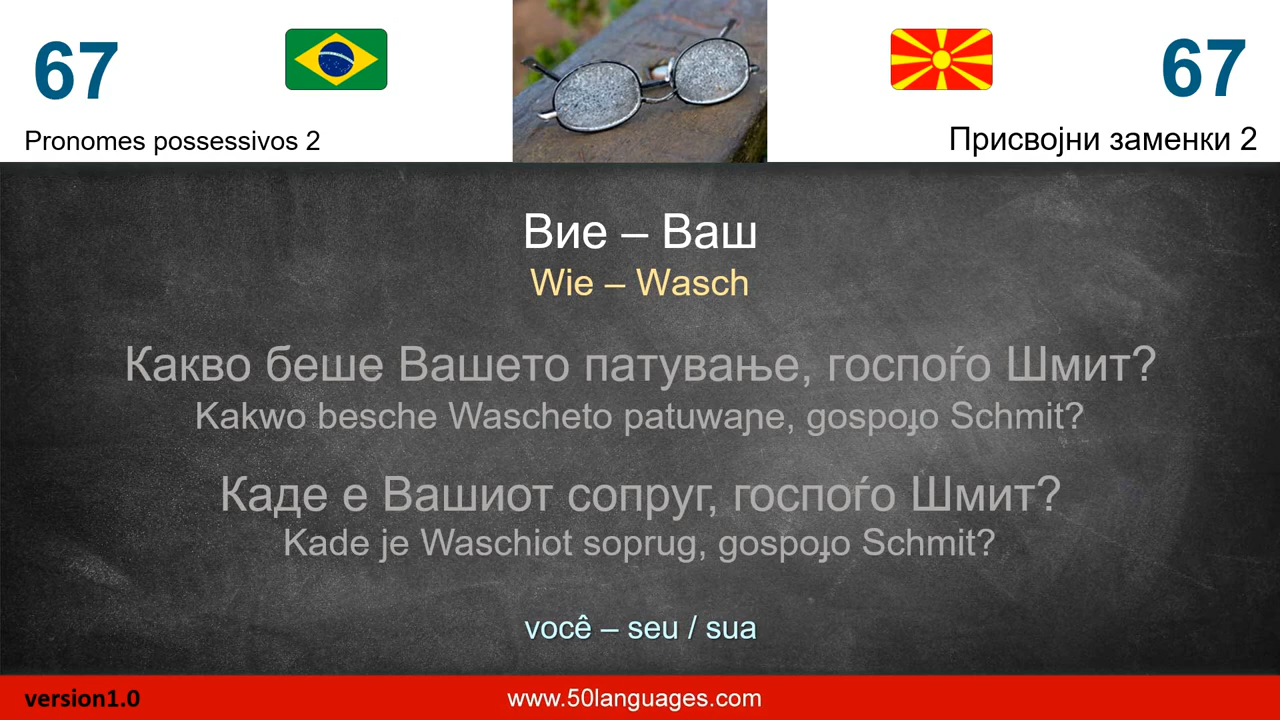 67
67
Pronomes possessivos 2
Присвојни заменки 2
Вие – Ваш
Wie – Wasch
Какво беше Вашето патување, госпоѓо Шмит?
Kakwo besche Wascheto patuwaɲe, gospoɟo Schmit?
Каде е Вашиот сопруг, госпоѓо Шмит?
Kade je Waschiot soprug, gospoɟo Schmit?
você – seu / sua
version1.0
www.50languages.com